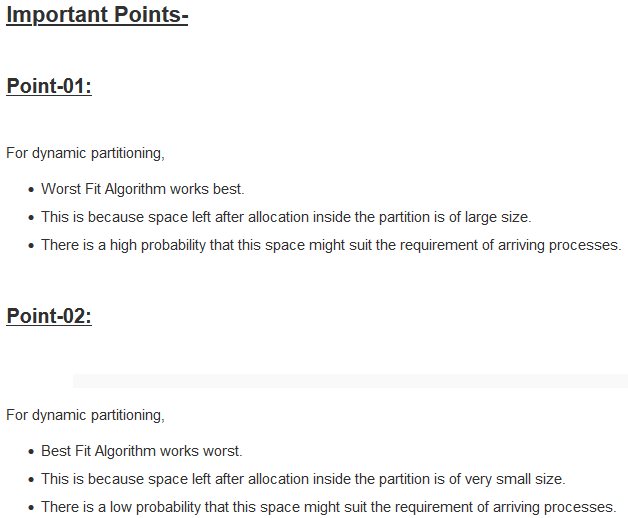 Important Points-
Point-01:
For dynamic partitioning,
• Worst Fit Algorithm works best.
• This is because space left after allocation inside the partition is of large size.
• There is a high probability that this space might suit the requirement of arriving processes.
Point-02:
For dynamic partitioning,
• Best Fit Algorithm works worst.
• This is because space left after allocation inside the partition is of very small size.
• There is a low probability that this space might suit the requirement of arriving processes.